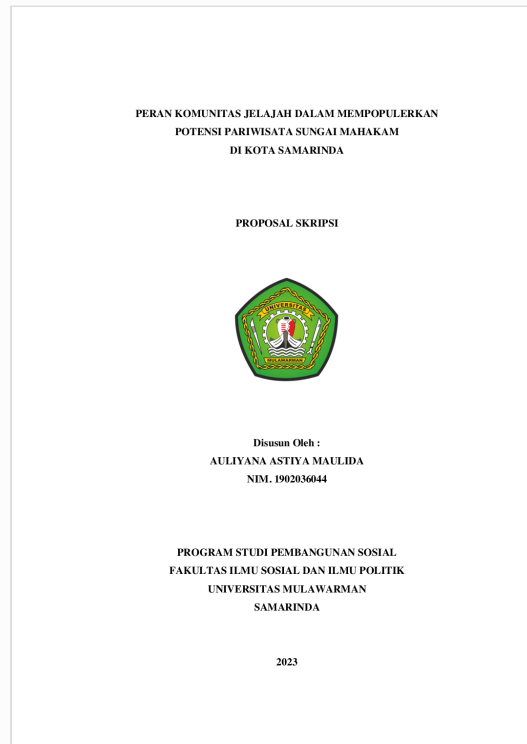 PERAN KOMUNITAS JELAJAH DALAM MEMPOPULERKAN
POTENSI PARIWISATA SUNGAI MAHAKAM
DI KOTA SAMARINDA
PROPOSAL SKRIPSI
UNIVERSITAS
MULAWARMAN
Disusun Oleh :
AULIYANA ASTIYA MAULIDA
NIM. 1902036044
PROGRAM STUDI PEMBANGUNAN SOSIAL
FAKULTAS ILMU SOSIAL DAN ILMU POLITIK
UNIVERSITAS MULAWARMAN
SAMARINDA
2023